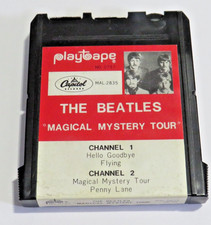 playtape
Capitol
RECORDS
MAL 2835
THE BEATLES
"MAGICAL MYSTERY TOUR"
CHANNEL 1
Hello Goodbye
Flying
CHANNEL 2
Magical Mystery Tour
Penny Lane